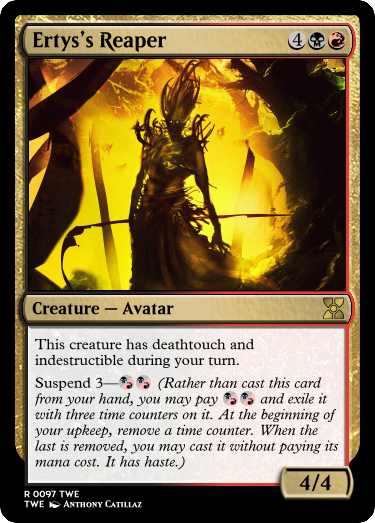 Ertys's Reaper 4
Creature — Avatar
This creature has deathtouch and
indestructible during your turn.
Suspend 3— (Rather than cast this card
from your hand, you may pay and exile it
with three time counters on it. At the beginning of
your upkeep, remove a time counter. When the
last is removed, you may cast it without paying its
mana cost. It has haste.)
4/4
R 0097 TWE
TWE Anthony Catillaz